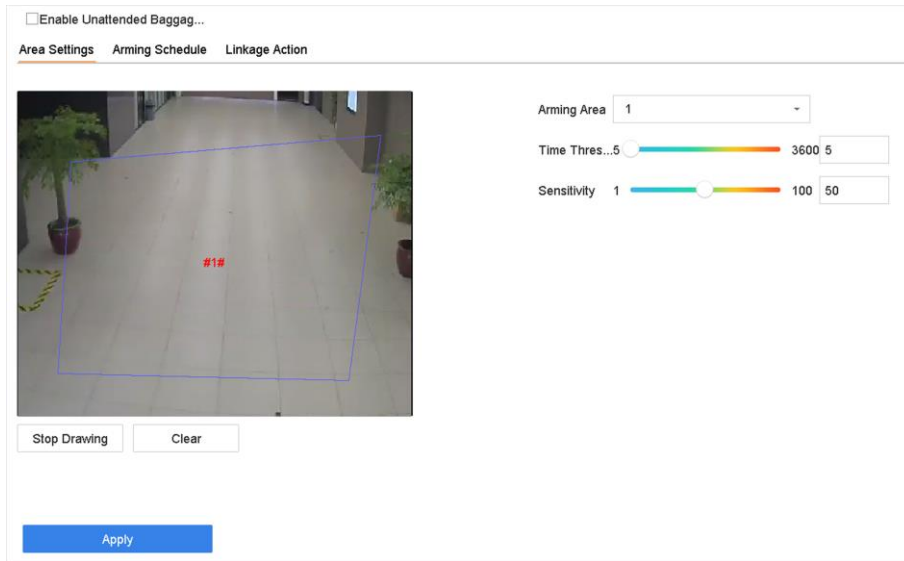 Enable Unattended Baggag...
Area Settings Arming Schedule Linkage Action
Arming Area 1
Time Thres... 5 3600 5
Sensitivity 1 100 50
#1#
Stop Drawing Clear
Apply